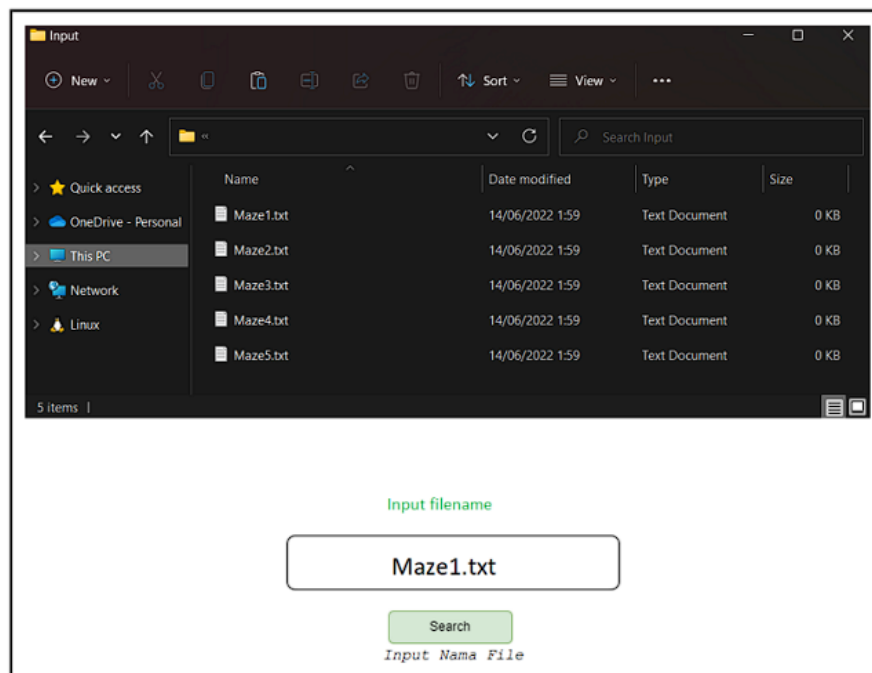 Input
New
Sort
View
«
Search Input
Name Date modified Type Size
Quick access
OneDrive - Personal
This PC
Network
Linux
Maze1.txt 14/06/2022 1:59 Text Document 0 KB
Maze2.txt 14/06/2022 1:59 Text Document 0 KB
Maze3.txt 14/06/2022 1:59 Text Document 0 KB
Maze4.txt 14/06/2022 1:59 Text Document 0 KB
Maze5.txt 14/06/2022 1:59 Text Document 0 KB
5 items
Input filename
Maze1.txt
Search
Input Nama File